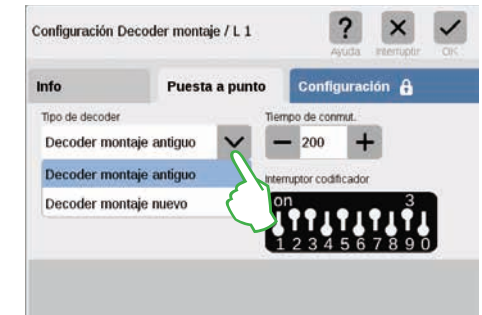 Configuración Decoder montaje / L 1
Ayuda Interruptor OK
Info Puesta a punto Configuración
Tipo de decoder Tiempo de conmut.
Decoder montaje antiguo 200
Decoder montaje antiguo Interruptor codificador
Decoder montaje nuevo
on 3
1 2 3 4 5 6 7 8 9 0